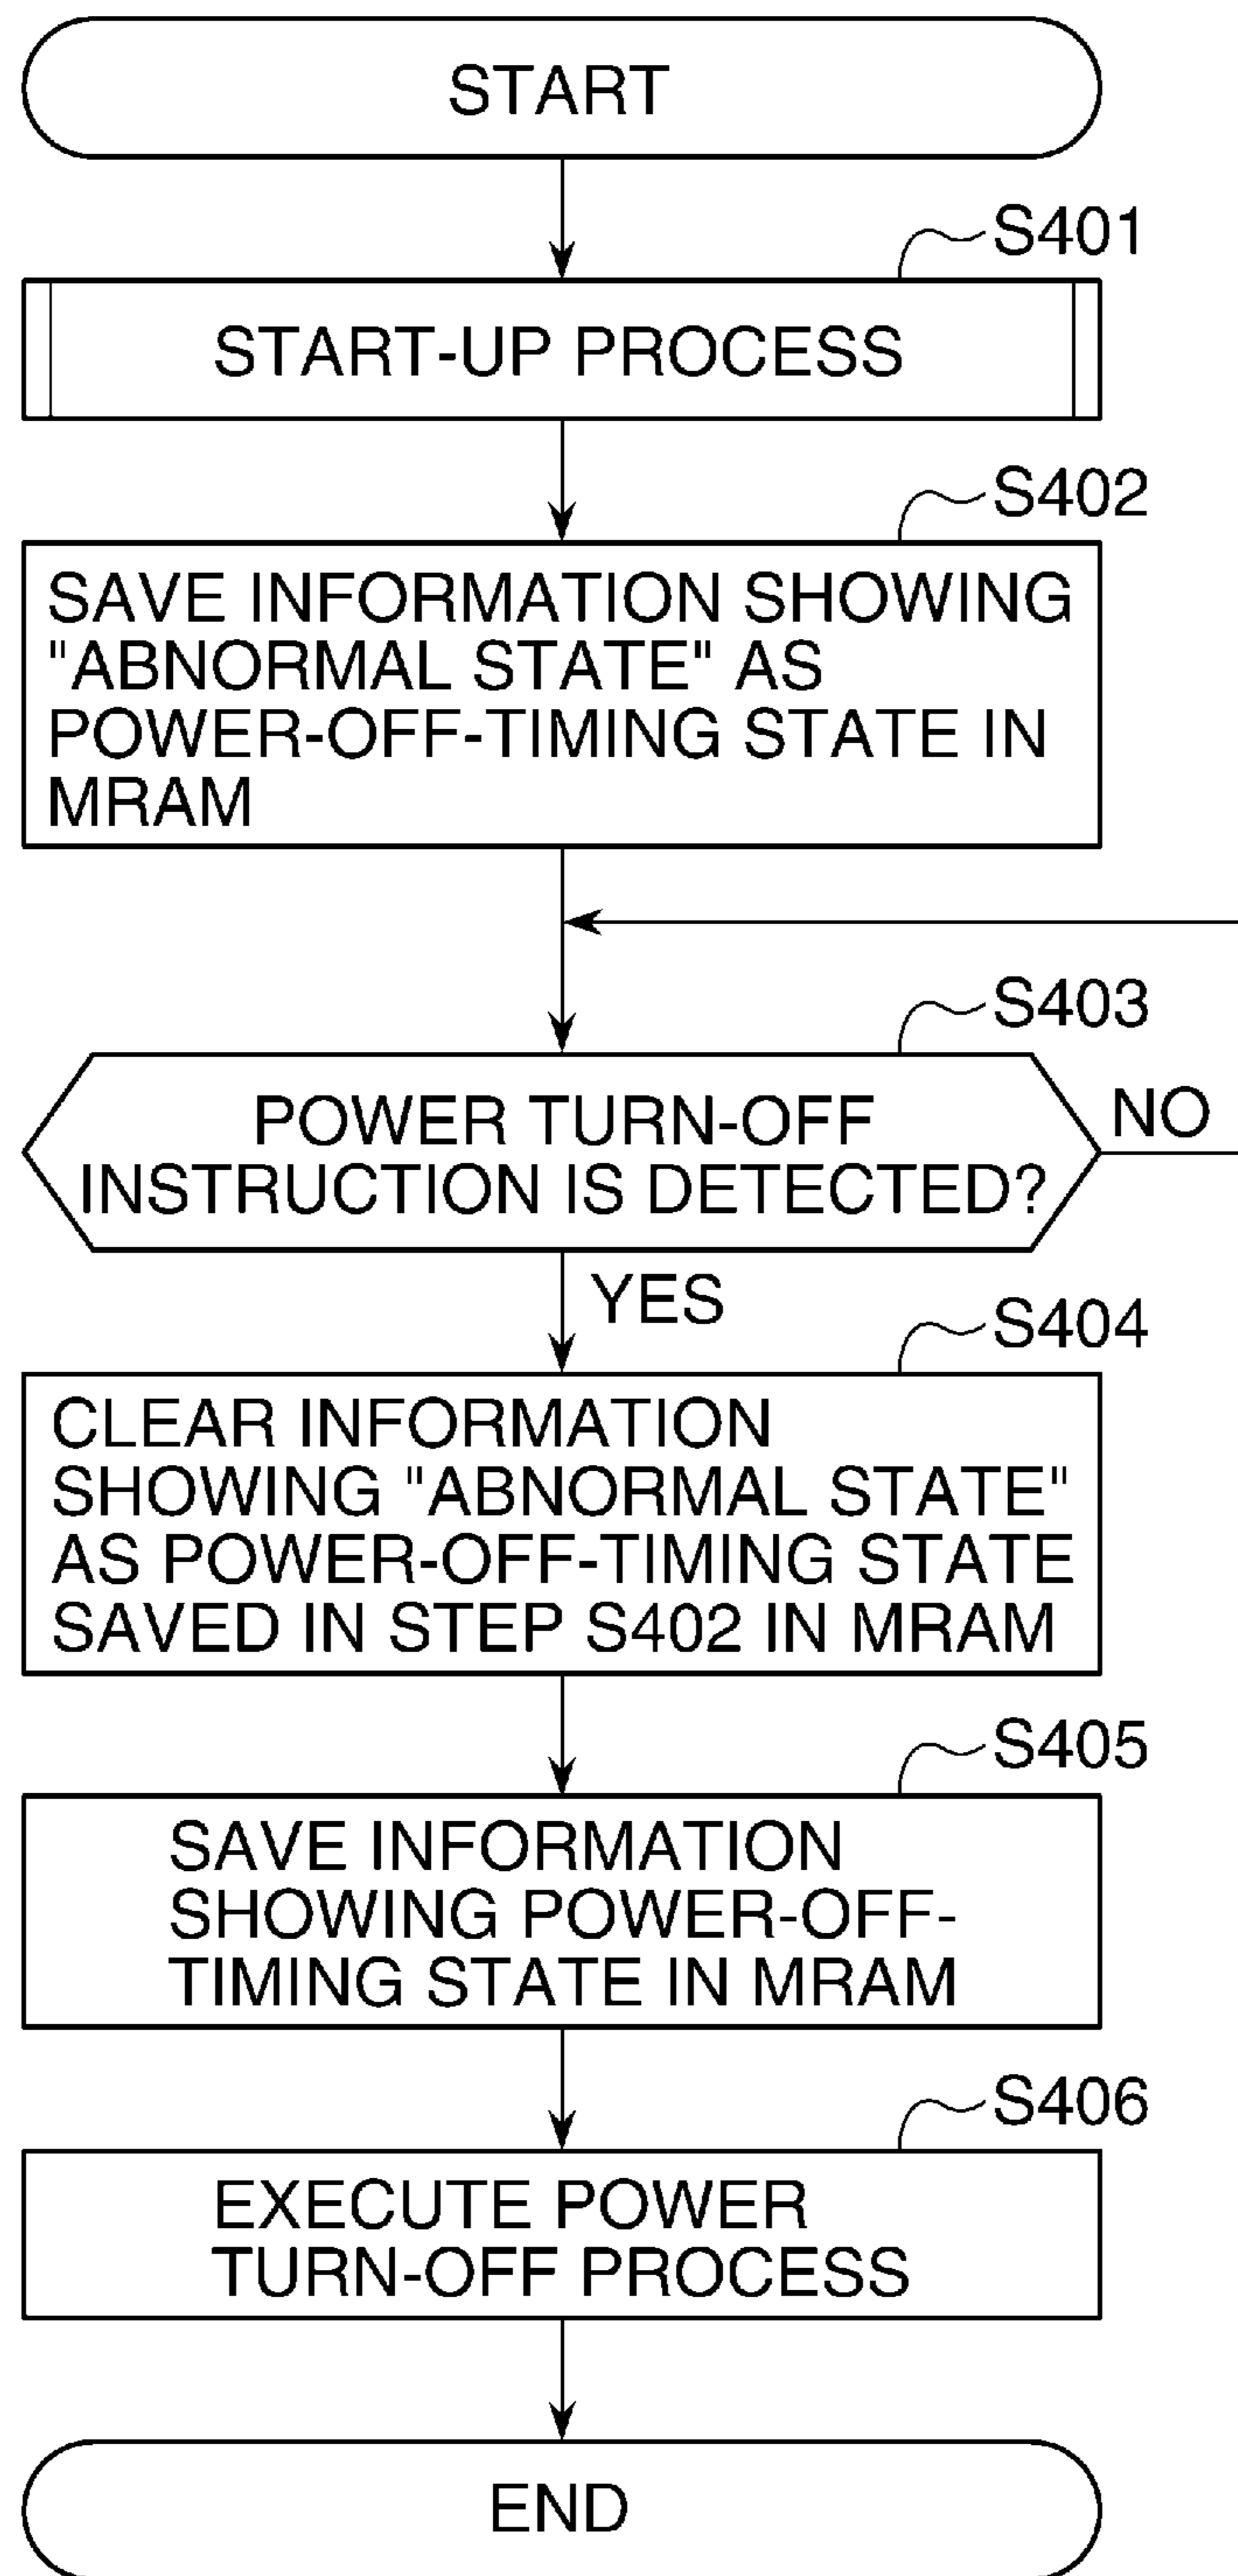 START
S401
START-UP PROCESS
S402
SAVE INFORMATION SHOWING
"ABNORMAL STATE" AS
POWER-OFF-TIMING STATE IN
MRAM
S403
POWER TURN-OFF
INSTRUCTION IS DETECTED?
NO
YES
S404
CLEAR INFORMATION
SHOWING "ABNORMAL STATE"
AS POWER-OFF-TIMING STATE
SAVED IN STEP S402 IN MRAM
S405
SAVE INFORMATION
SHOWING POWER-OFF-
TIMING STATE IN MRAM
S406
EXECUTE POWER
TURN-OFF PROCESS
END